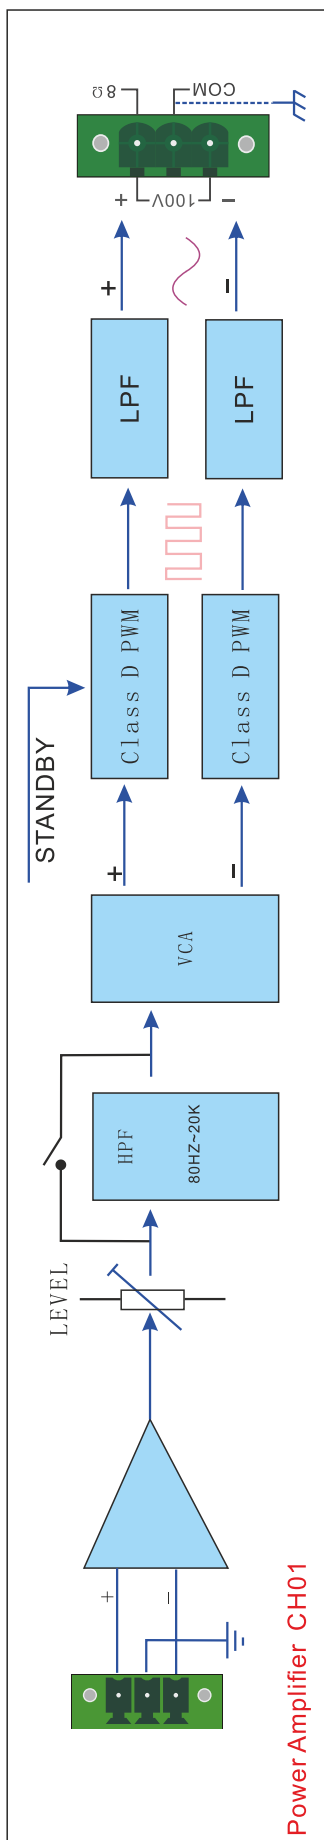 Power Amplifier CH01
+
−
LEVEL
HPF
80HZ~20K
VCA
STANDBY
+
−
Class D PWM
Class D PWM
LPF
LPF
+
−
+
100V
−
8Ω
COM